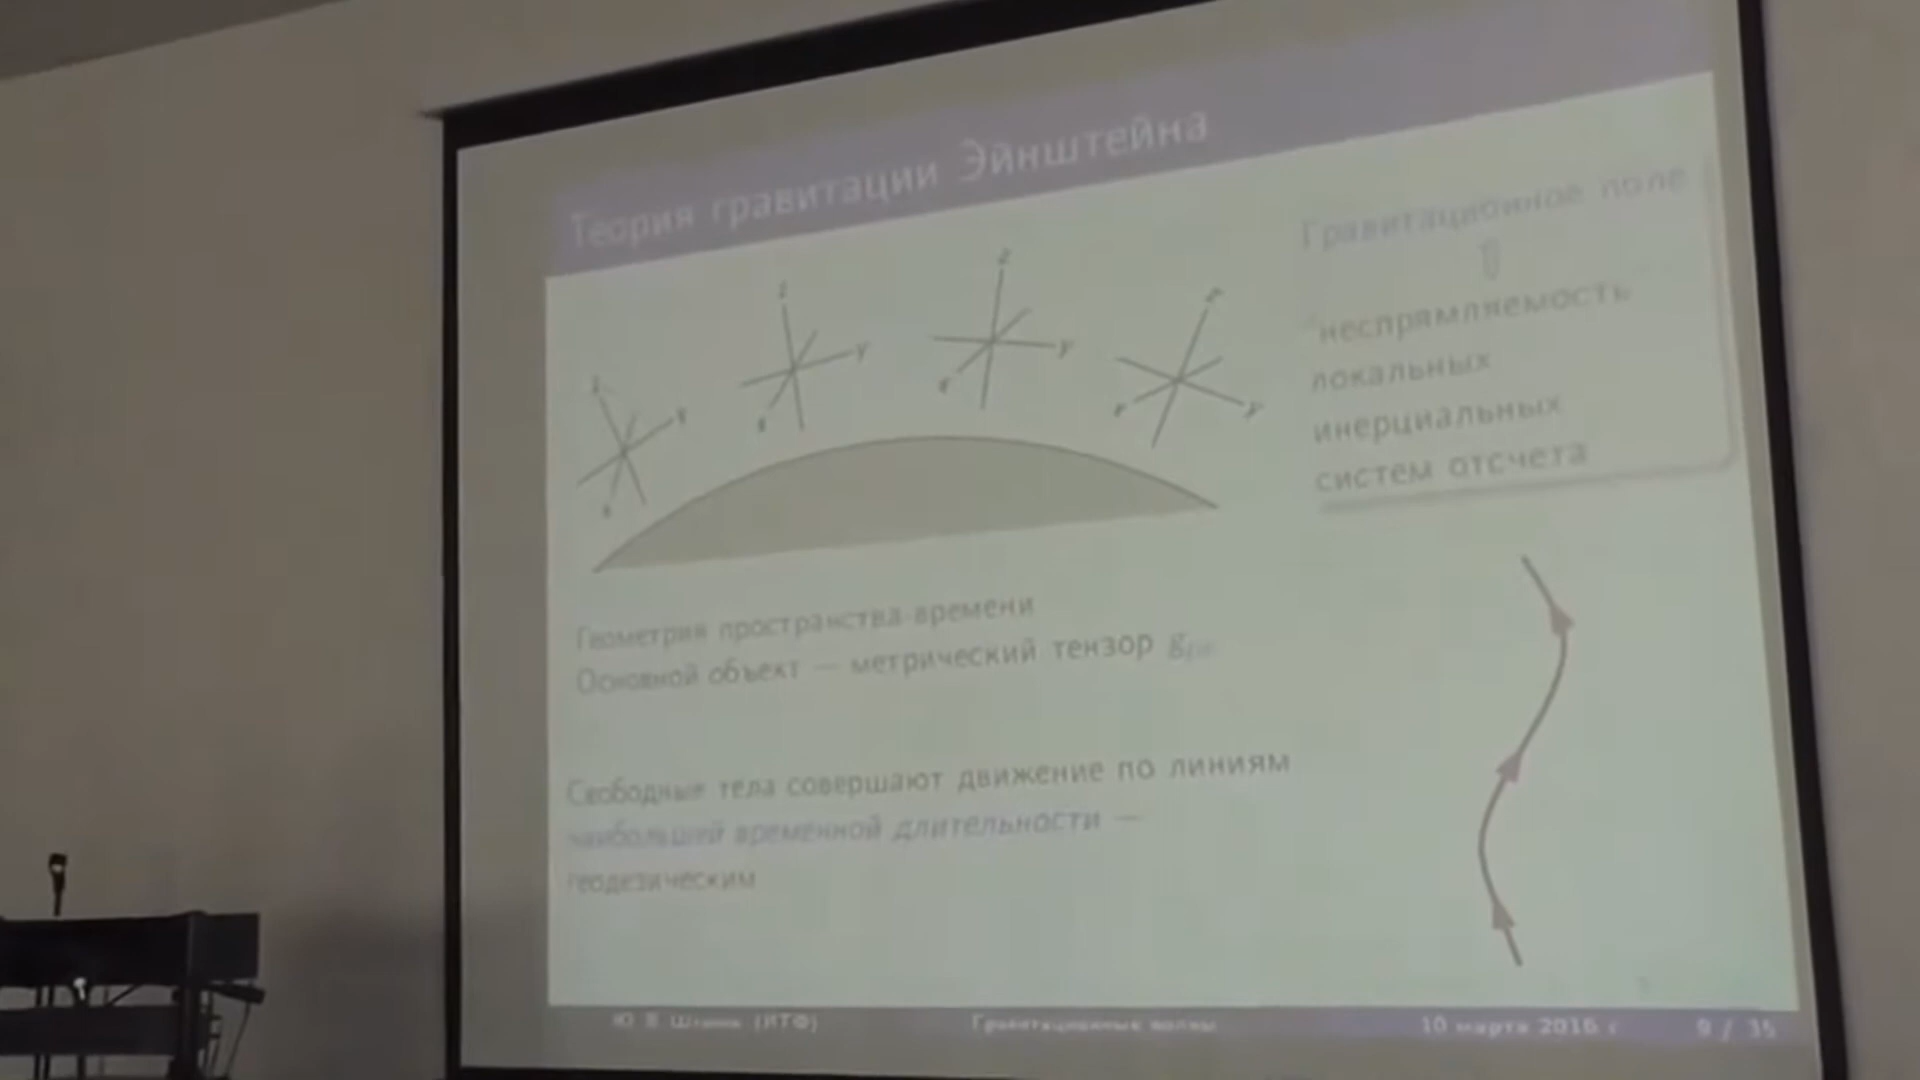 Теория гравитации Эйнштейна
Гравитационное поле
⇕
"неспрямляемость"
локальных
инерциальных
систем отсчета
z
y
x
z
y
x
z
y
x
z
y
x
Геометрия пространства-времени
Основной объект — метрический тензор
Свободные тела совершают движение по линиям
наибольшей временной длительности —
геодезическим
Ю. В. (ИТФ)
Гравитационные волны
10 марта 2016 г.
9 / 35